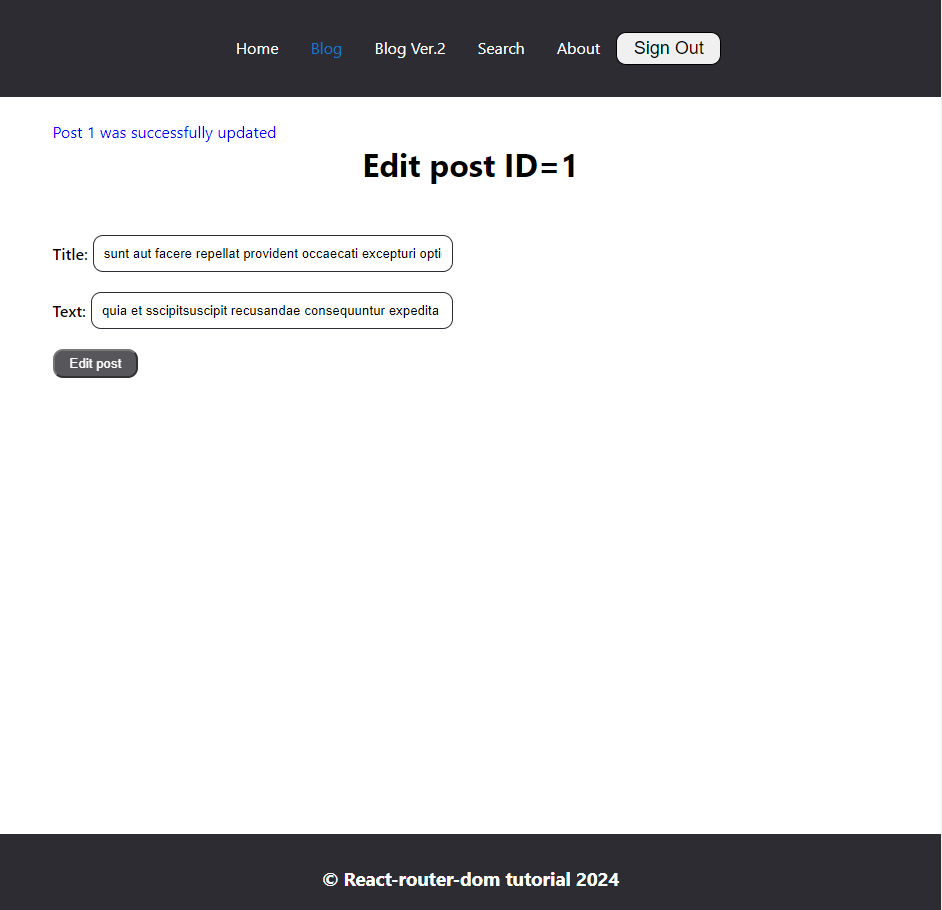 Home Blog Blog Ver.2 Search About Sign Out
Post 1 was successfully updated
Edit post ID=1
Title: sunt aut facere repellat provident occaecati excepturi opti
Text: quia et sscipitsuscipit recusandae consequuntur expedita
Edit post
© React-router-dom tutorial 2024